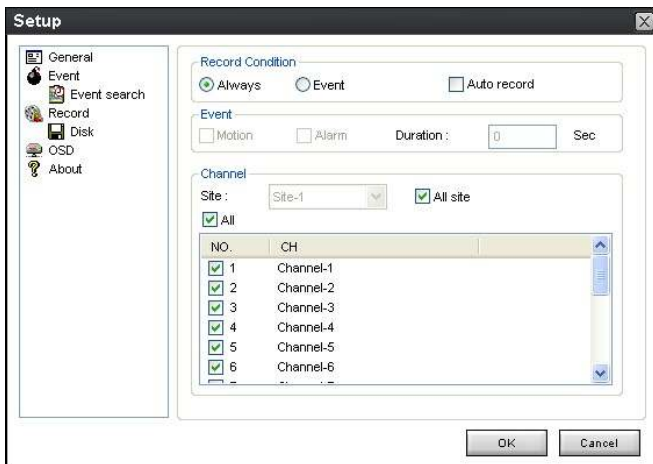 Setup
General
Event
Event search
Record
Disk
OSD
About
Record Condition
Always Event Auto record
Event
Motion Alarm Duration : 0 Sec
Channel
Site : Site-1 All site
All
NO. CH
1 Channel-1
2 Channel-2
3 Channel-3
4 Channel-4
5 Channel-5
6 Channel-6
OK Cancel